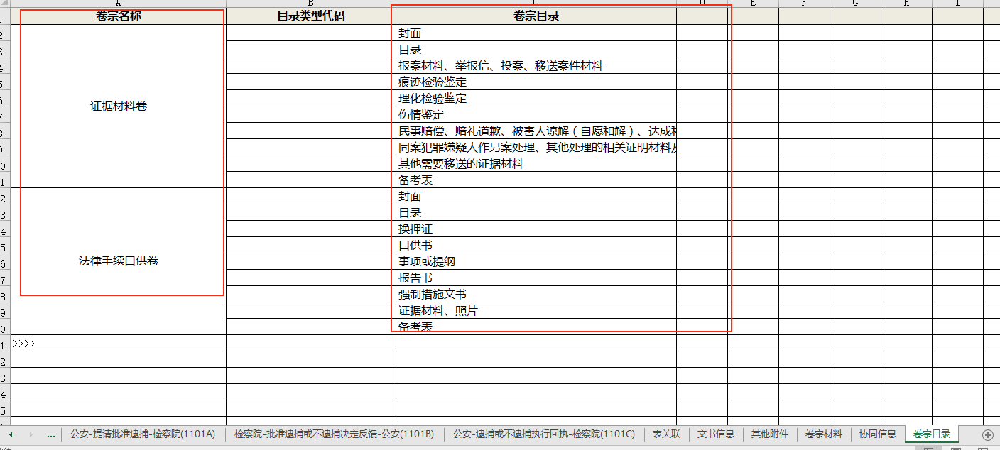 A B C D E F G H I
卷宗名称 目录类型代码 卷宗目录
封面
目录
报案材料、举报信、投案、移送案件材料
痕迹检验鉴定
理化检验鉴定
证据材料卷
伤情鉴定
民事赔偿、赔礼道歉、被害人谅解（自愿和解）、达成和
同案犯罪嫌疑人作另案处理、其他处理的相关证明材料及
其他需要移送的证据材料
备考表
封面
目录
换押证
口供书
法律手续口供卷
事项或提纲
报告书
强制措施文书
证据材料、照片
备考表
>>>>
... 公安-提请批准逮捕-检察院(1101A) 检察院-批准逮捕或不逮捕决定反馈-公安(1101B) 公安-逮捕或不逮捕执行回执-检察院(1101C) 表关联 文书信息 其他附件 卷宗材料 协同信息 卷宗目录